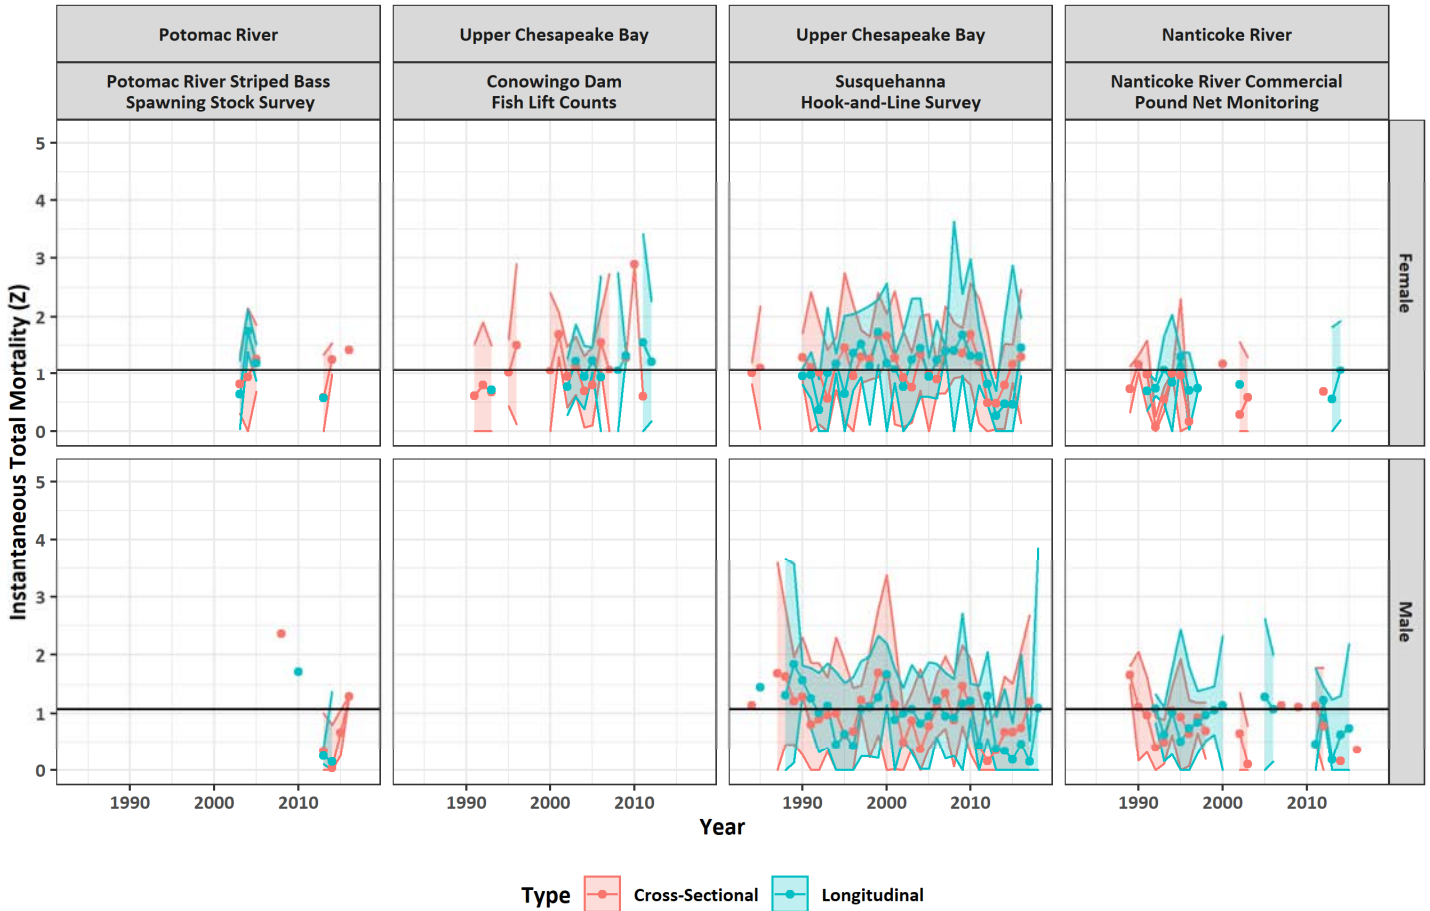 Potomac River
Upper Chesapeake Bay
Upper Chesapeake Bay
Nanticoke River
Potomac River Striped Bass
Spawning Stock Survey
Conowingo Dam
Fish Lift Counts
Susquehanna
Hook-and-Line Survey
Nanticoke River Commercial
Pound Net Monitoring
Instantaneous Total Mortality (Z)
5
4
3
2
1
0
Female
5
4
3
2
1
0
Male
1990
2000
2010
1990
2000
2010
1990
2000
2010
1990
2000
2010
Year
Type
Cross-Sectional
Longitudinal